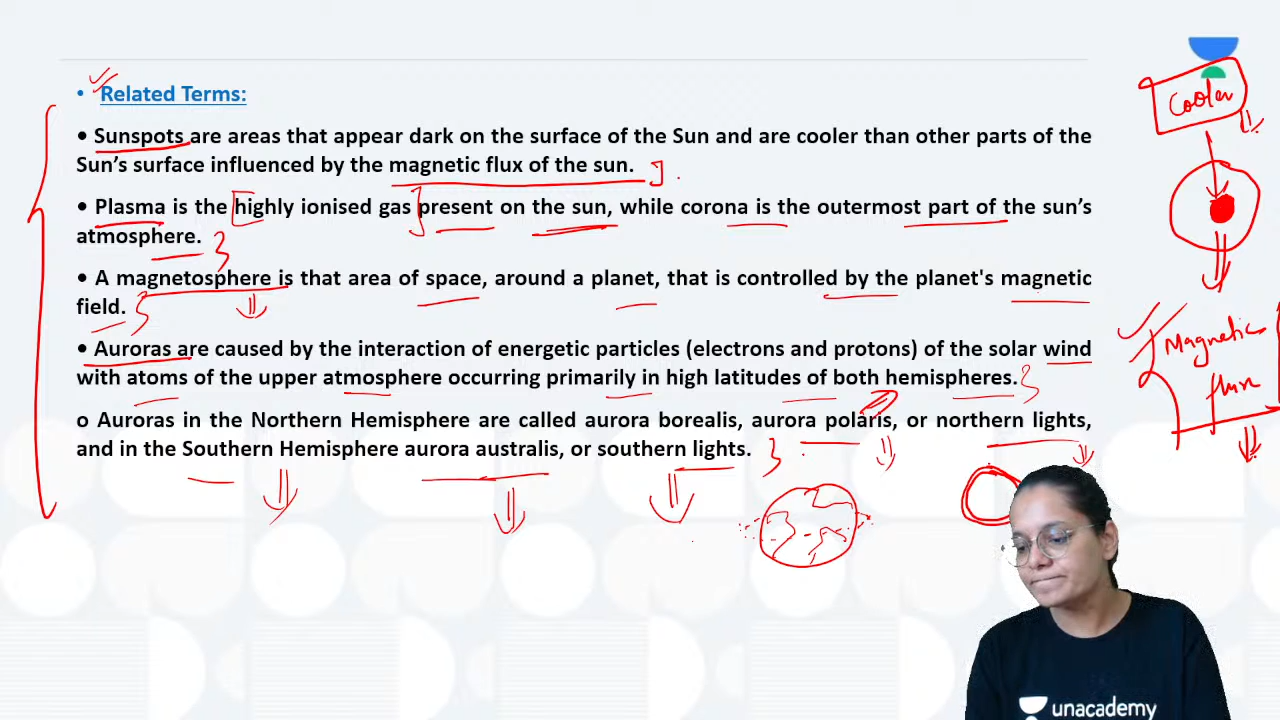 • Related Terms:
• Sunspots are areas that appear dark on the surface of the Sun and are cooler than other parts of the
Sun’s surface influenced by the magnetic flux of the sun.
• Plasma is the highly ionised gas present on the sun, while corona is the outermost part of the sun’s
atmosphere.
• A magnetosphere is that area of space, around a planet, that is controlled by the planet's magnetic
field.
• Auroras are caused by the interaction of energetic particles (electrons and protons) of the solar wind
with atoms of the upper atmosphere occurring primarily in high latitudes of both hemispheres.
o Auroras in the Northern Hemisphere are called aurora borealis, aurora polaris, or northern lights,
and in the Southern Hemisphere aurora australis, or southern lights.
Cooler
Magnetic
flux
unacademy